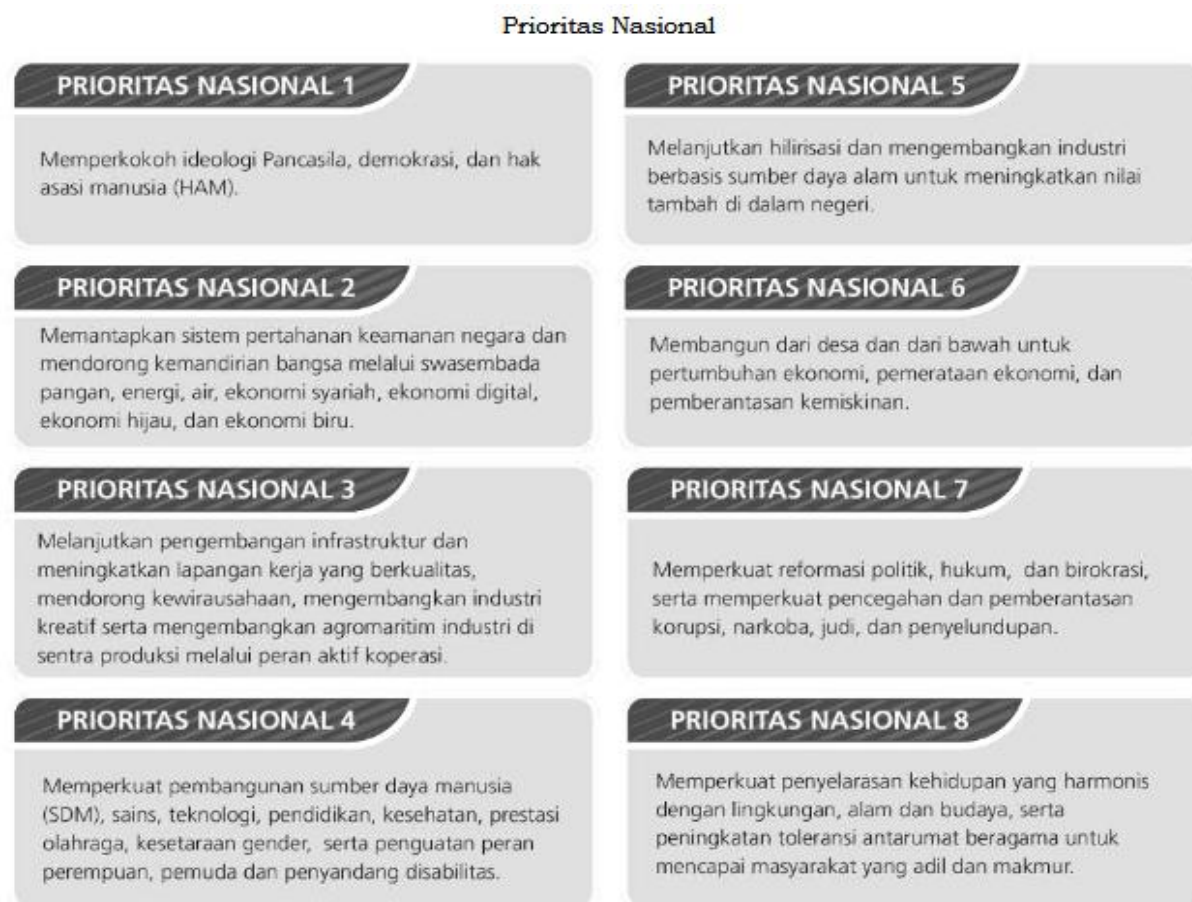 Prioritas Nasional
PRIORITAS NASIONAL 1
Memperkokoh ideologi Pancasila, demokrasi, dan hak
asasi manusia (HAM).
PRIORITAS NASIONAL 2
Memantapkan sistem pertahanan keamanan negara dan
mendorong kemandirian bangsa melalui swasembada
pangan, energi, air, ekonomi syariah, ekonomi digital,
ekonomi hijau, dan ekonomi biru.
PRIORITAS NASIONAL 3
Melanjutkan pengembangan infrastruktur dan
meningkatkan lapangan kerja yang berkualitas,
mendorong kewirausahaan, mengembangkan industri
kreatif serta mengembangkan agromaritim industri di
sentra produksi melalui peran aktif koperasi.
PRIORITAS NASIONAL 4
Memperkuat pembangunan sumber daya manusia
(SDM), sains, teknologi, pendidikan, kesehatan, prestasi
olahraga, kesetaraan gender, serta penguatan peran
perempuan, pemuda dan penyandang disabilitas.
PRIORITAS NASIONAL 5
Melanjutkan hilirisasi dan mengembangkan industri
berbasis sumber daya alam untuk meningkatkan nilai
tambah di dalam negeri.
PRIORITAS NASIONAL 6
Membangun dari desa dan dari bawah untuk
pertumbuhan ekonomi, pemerataan ekonomi, dan
pemberantasan kemiskinan.
PRIORITAS NASIONAL 7
Memperkuat reformasi politik, hukum, dan birokrasi,
serta memperkuat pencegahan dan pemberantasan
korupsi, narkoba, judi, dan penyelundupan.
PRIORITAS NASIONAL 8
Memperkuat penyelarasan kehidupan yang harmonis
dengan lingkungan, alam dan budaya, serta
peningkatan toleransi antarumat beragama untuk
mencapai masyarakat yang adil dan makmur.